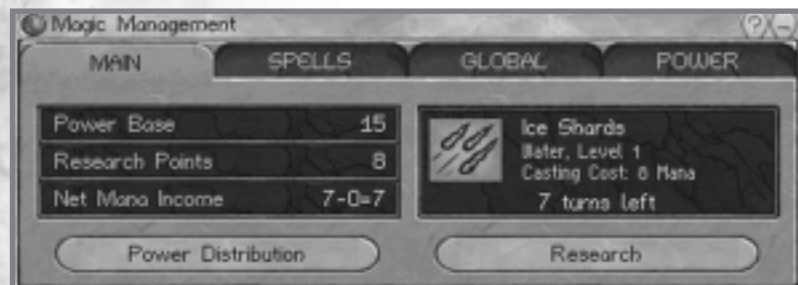 Magic Management
?
MAIN
SPELLS
GLOBAL
POWER
Power Base 15
Research Points 8
Net Mana Income 7-0=7
Ice Shards
Water, Level 1
Casting Cost: 8 Mana
7 turns left
Power Distribution
Research